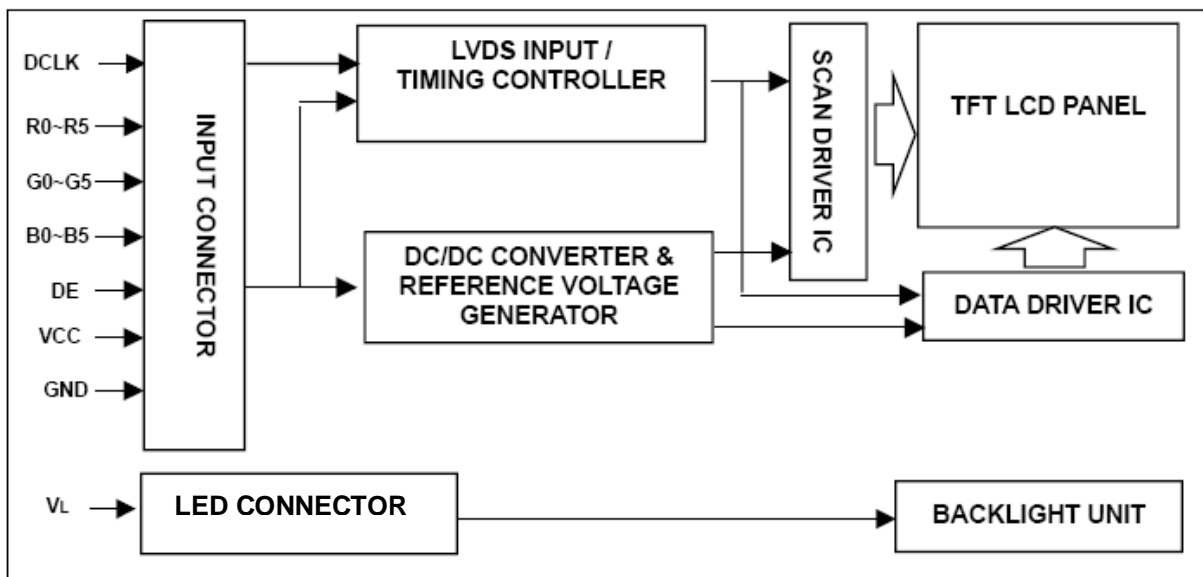 DCLK
R0~R5
G0~G5
B0~B5
DE
VCC
GND
INPUT CONNECTOR
LVDS INPUT /
TIMING CONTROLLER
DC/DC CONVERTER &
REFERENCE VOLTAGE
GENERATOR
SCAN DRIVER IC
TFT LCD PANEL
DATA DRIVER IC
VL
LED CONNECTOR
BACKLIGHT UNIT